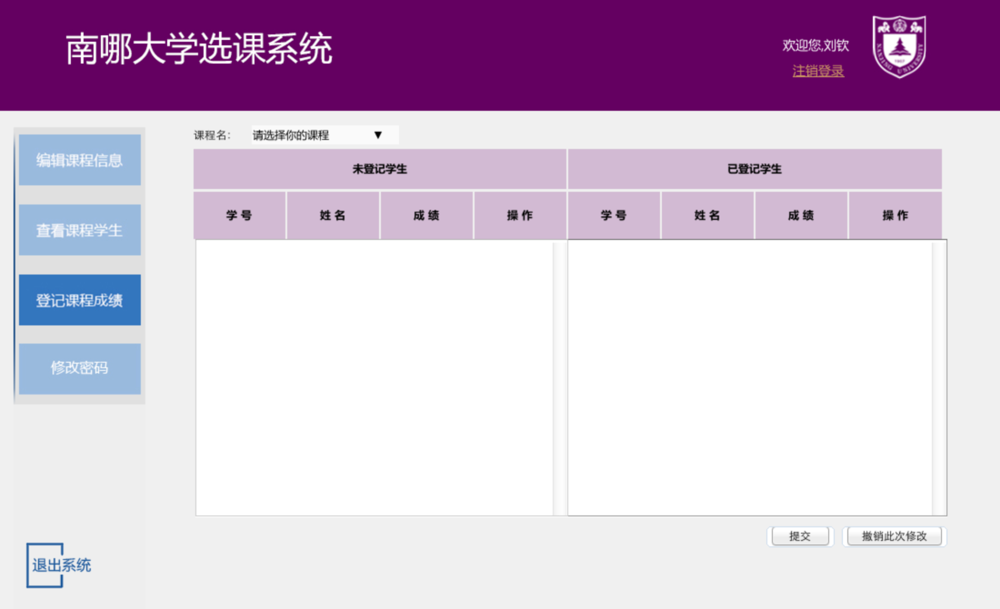 南哪大学选课系统
欢迎您,刘钦
注销登录
NANJING UNIVERSITY
1902
编辑课程信息
查看课程学生
登记课程成绩
修改密码
退出系统
课程名: 请选择你的课程 ▼
未登记学生 已登记学生
学 号 姓 名 成 绩 操 作 学 号 姓 名 成 绩 操 作
提交 撤销此次修改